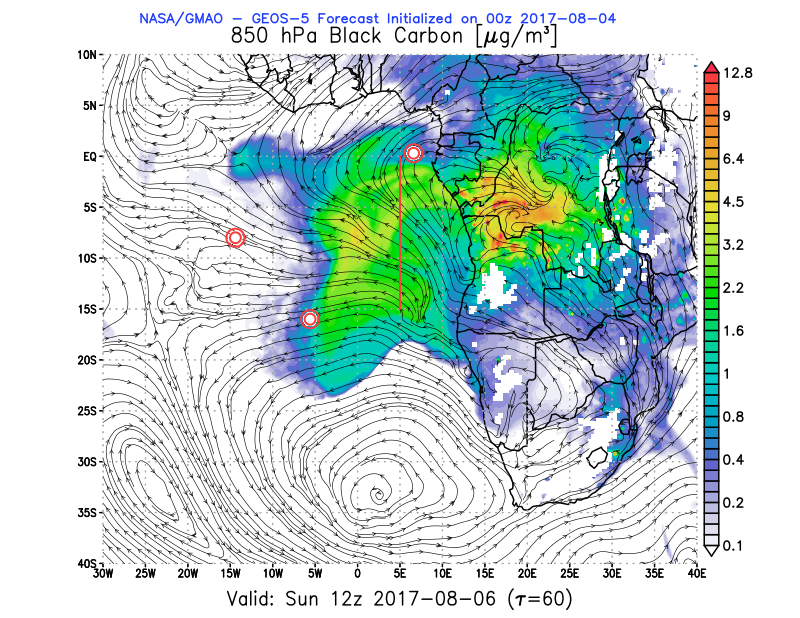 NASA/GMAO − GEOS−5 Forecast Initialized on 00z 2017−08−04
850 hPa Black Carbon [μg/m³]
10N
5N
EQ
5S
10S
15S
20S
25S
30S
35S
40S
30W 25W 20W 15W 10W 5W 0 5E 10E 15E 20E 25E 30E 35E 40E
12.8
9
6.4
4.5
3.2
2.2
1.6
1
0.8
0.4
0.2
0.1
Valid: Sun 12z 2017−08−06 (τ=60)